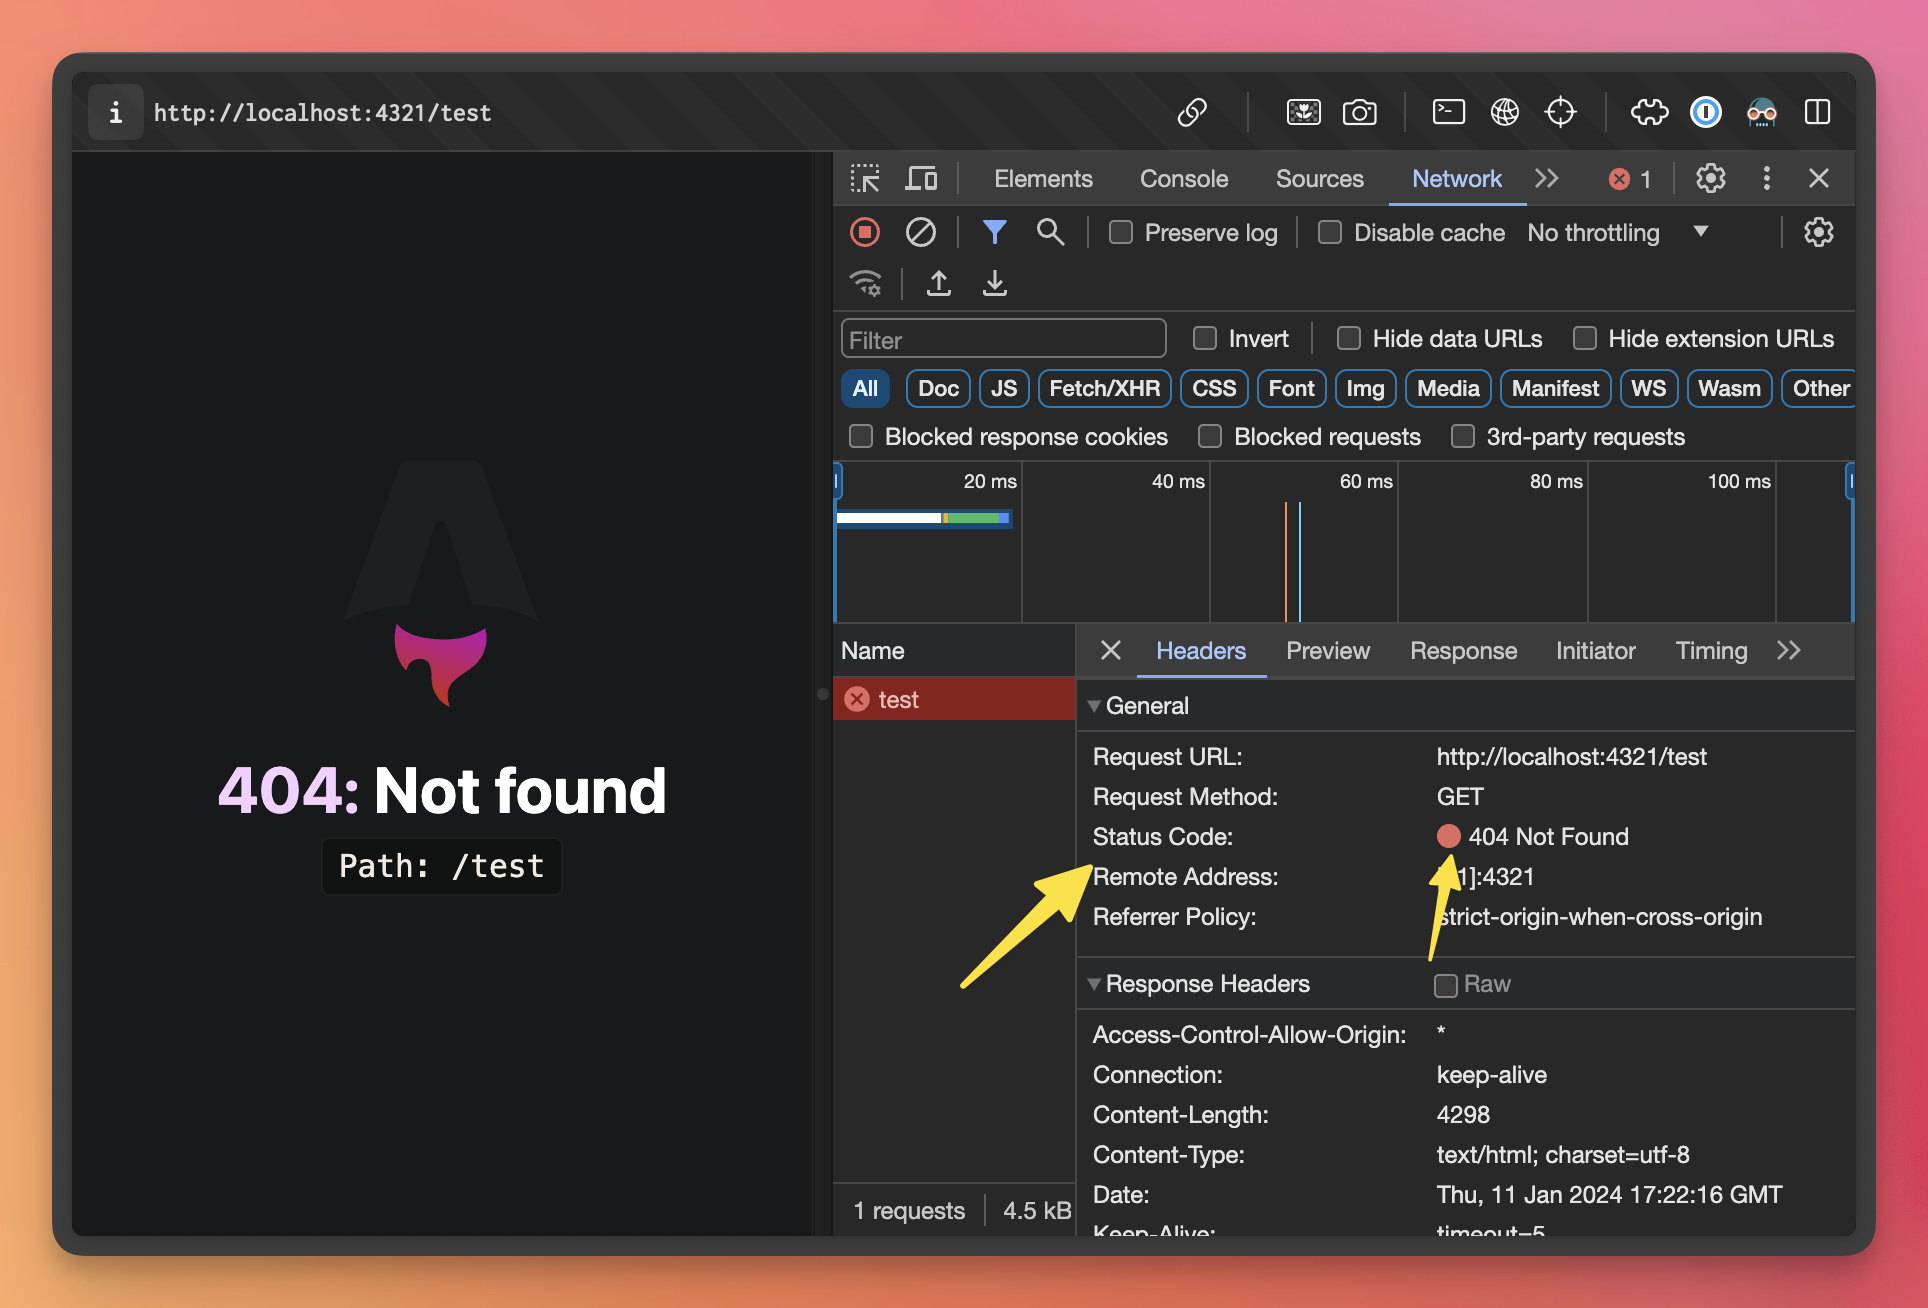 http://localhost:4321/test
404: Not found
Path: /test
Elements Console Sources Network 1
Preserve log Disable cache No throttling
Filter Invert Hide data URLs Hide extension URLs
All Doc JS Fetch/XHR CSS Font Img Media Manifest WS Wasm Other
Blocked response cookies Blocked requests 3rd-party requests
20 ms 40 ms 60 ms 80 ms 100 ms
Name
test
1 requests 4.5 kB
Headers Preview Response Initiator Timing
General
Request URL: http://localhost:4321/test
Request Method: GET
Status Code: 404 Not Found
Remote Address: 1]:4321
Referrer Policy: strict-origin-when-cross-origin
Response Headers Raw
Access-Control-Allow-Origin: *
Connection: keep-alive
Content-Length: 4298
Content-Type: text/html; charset=utf-8
Date: Thu, 11 Jan 2024 17:22:16 GMT
Keep-Alive: timeout=5